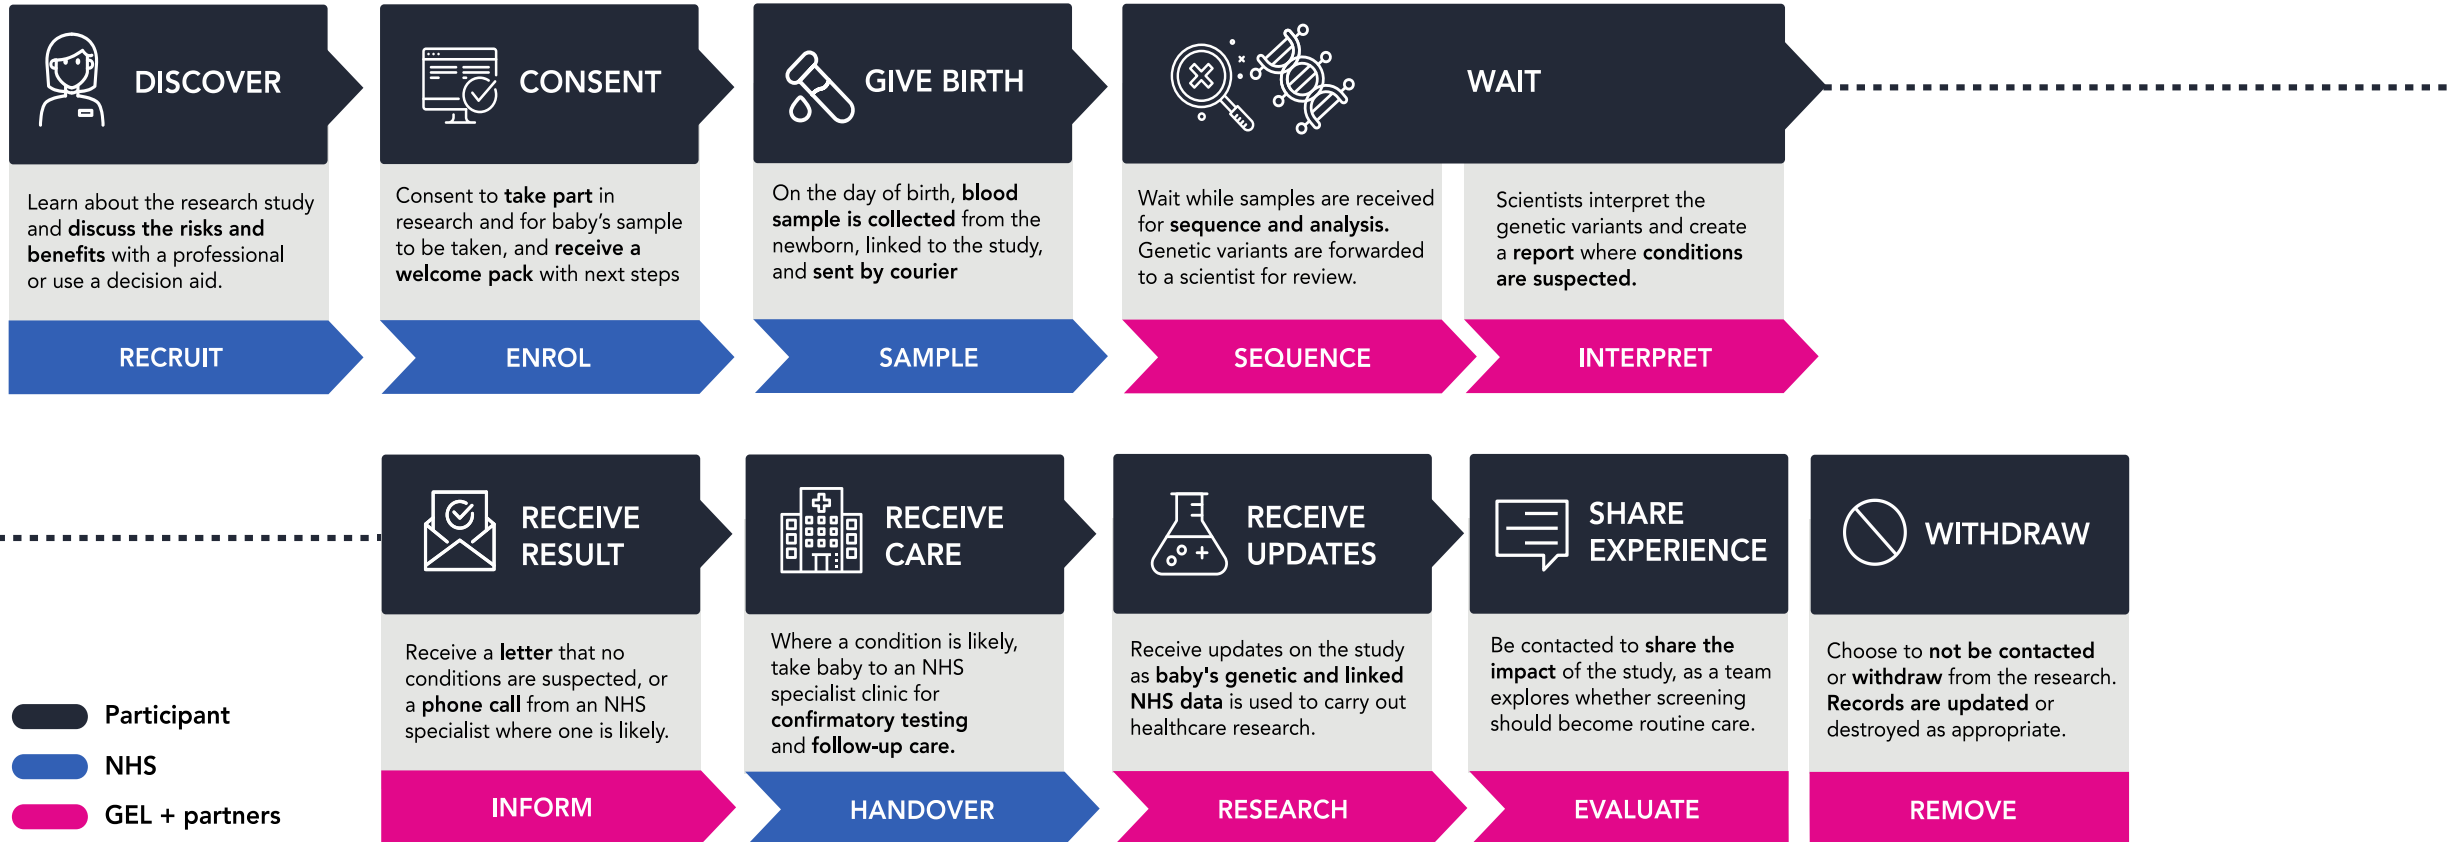 DISCOVER
Learn about the research study
and discuss the risks and
benefits with a professional
or use a decision aid.
RECRUIT
CONSENT
Consent to take part in
research and for baby's sample
to be taken, and receive a
welcome pack with next steps
ENROL
GIVE BIRTH
On the day of birth, blood
sample is collected from the
newborn, linked to the study,
and sent by courier
SAMPLE
WAIT
Wait while samples are received
for sequence and analysis.
Genetic variants are forwarded
to a scientist for review.
SEQUENCE
Scientists interpret the
genetic variants and create
a report where conditions
are suspected.
INTERPRET
RECEIVE
RESULT
Receive a letter that no
conditions are suspected, or
a phone call from an NHS
specialist where one is likely.
INFORM
RECEIVE
CARE
Where a condition is likely,
take baby to an NHS
specialist clinic for
confirmatory testing
and follow-up care.
HANDOVER
RECEIVE
UPDATES
Receive updates on the study
as baby's genetic and linked
NHS data is used to carry out
healthcare research.
RESEARCH
SHARE
EXPERIENCE
Be contacted to share the
impact of the study, as a team
explores whether screening
should become routine care.
EVALUATE
WITHDRAW
Choose to not be contacted
or withdraw from the research.
Records are updated or
destroyed as appropriate.
REMOVE
Participant
NHS
GEL + partners